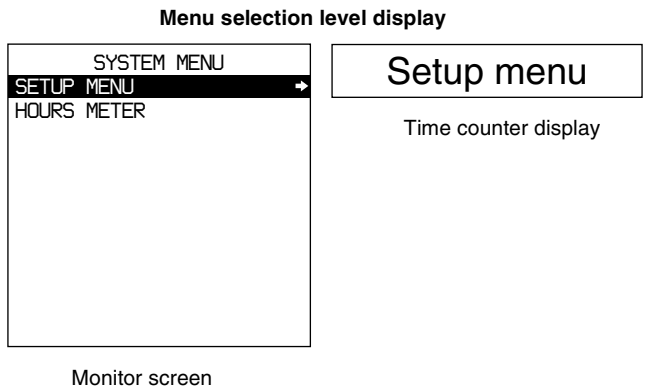 Menu selection level display
SYSTEM MENU
SETUP MENU
HOURS METER
Monitor screen
Setup menu
Time counter display